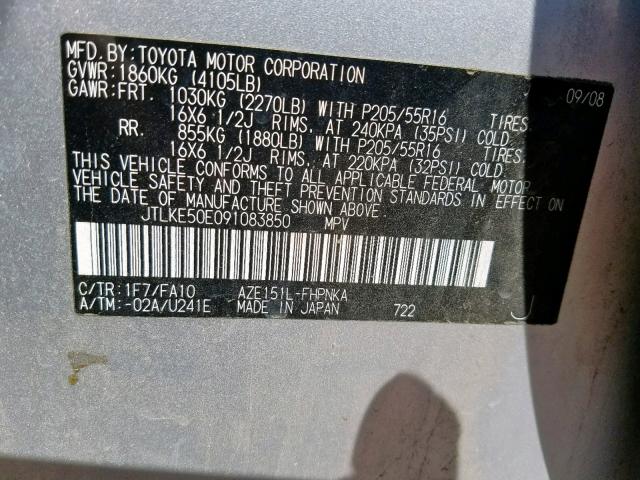 MFD. BY: TOYOTA MOTOR CORPORATION 09/08
GVWR: 1860KG (4105LB)
GAWR: FRT. 1030KG (2270LB) WITH P205/55R16 TIRES.
16X6 1/2J RIMS, AT 240KPA (35PSI) COLD.
RR. 855KG (1880LB) WITH P205/55R16 TIRES.
16X6 1/2J RIMS, AT 220KPA (32PSI) COLD.
THIS VEHICLE CONFORMS TO ALL APPLICABLE FEDERAL MOTOR
VEHICLE SAFETY AND THEFT PREVENTION STANDARDS IN EFFECT ON
THE DATE OF MANUFACTURE SHOWN ABOVE.
JTLKE50E091083850 MPV
C/TR: 1F7/FA10 AZE151L-FHPNKA
A/TM: -02A/U241E MADE IN JAPAN 722 J